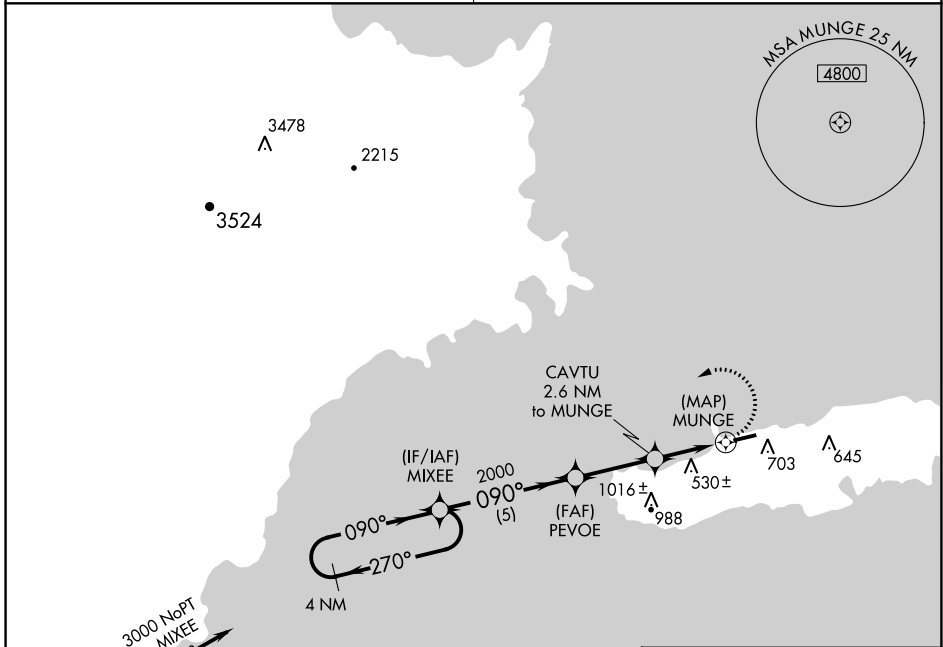 MSA MUNGE 25 NM
4800
3478
2215
3524
CAVTU
2.6 NM
to MUNGE
(MAP)
MUNGE
(IF/IAF)
MIXEE
2000
090°
(5)
(FAF)
PEVOE
1016±
988
530±
703
645
090°
270°
4 NM
3000 NoPT
MIXEE